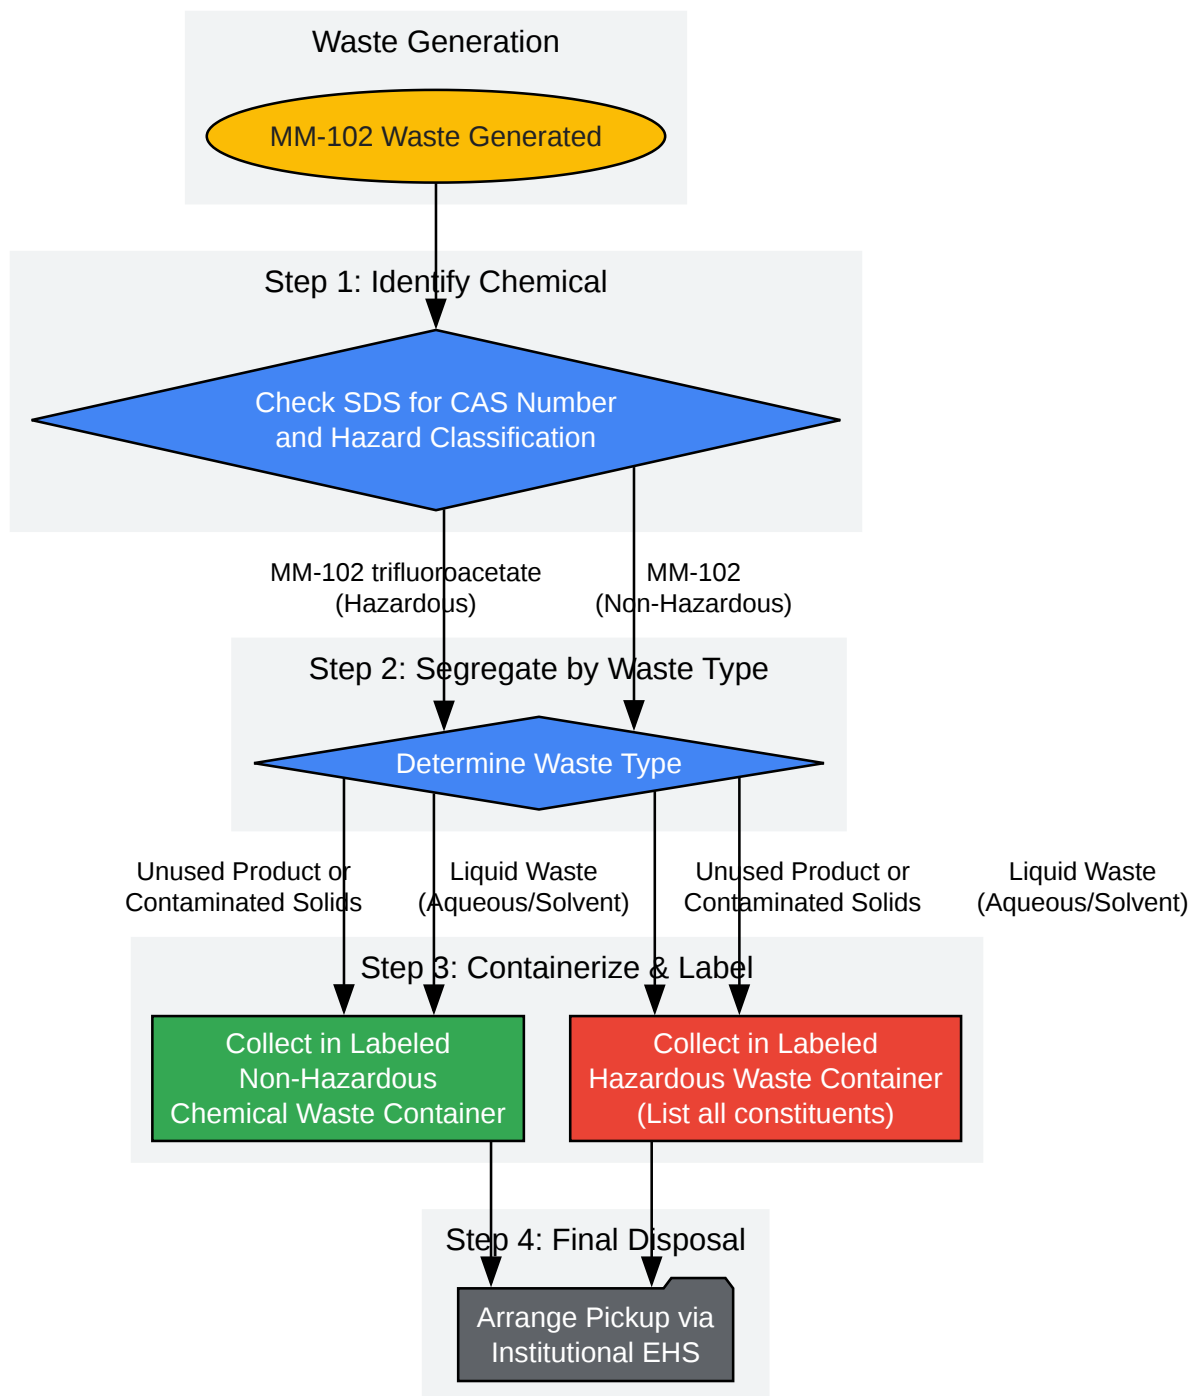 Waste Generation
MM-102 Waste Generated
Step 1: Identify Chemical
Check SDS for CAS Number
and Hazard Classification
MM-102 trifluoroacetate
(Hazardous)
MM-102
(Non-Hazardous)
Step 2: Segregate by Waste Type
Determine Waste Type
Unused Product or
Contaminated Solids
Liquid Waste
(Aqueous/Solvent)
Unused Product or
Contaminated Solids
Liquid Waste
(Aqueous/Solvent)
Step 3: Containerize & Label
Collect in Labeled
Non-Hazardous
Chemical Waste Container
Collect in Labeled
Hazardous Waste Container
(List all constituents)
Step 4: Final Disposal
Arrange Pickup via
Institutional EHS